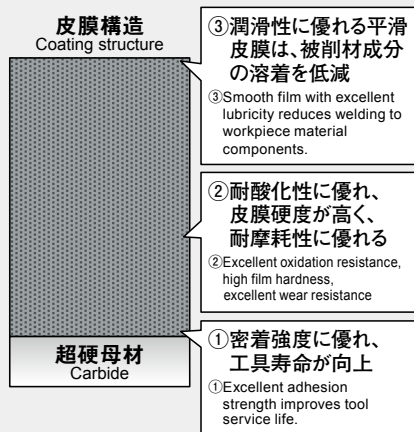 皮膜構造
Coating structure
③潤滑性に優れる平滑
皮膜は、被削材成分
の溶着を低減
③Smooth film with excellent
lubricity reduces welding to
workpiece material
components.
②耐酸化性に優れ、
皮膜硬度が高く、
耐摩耗性に優れる
②Excellent oxidation resistance,
high film hardness,
excellent wear resistance
①密着強度に優れ、
工具寿命が向上
①Excellent adhesion
strength improves tool
service life.
超硬母材
Carbide